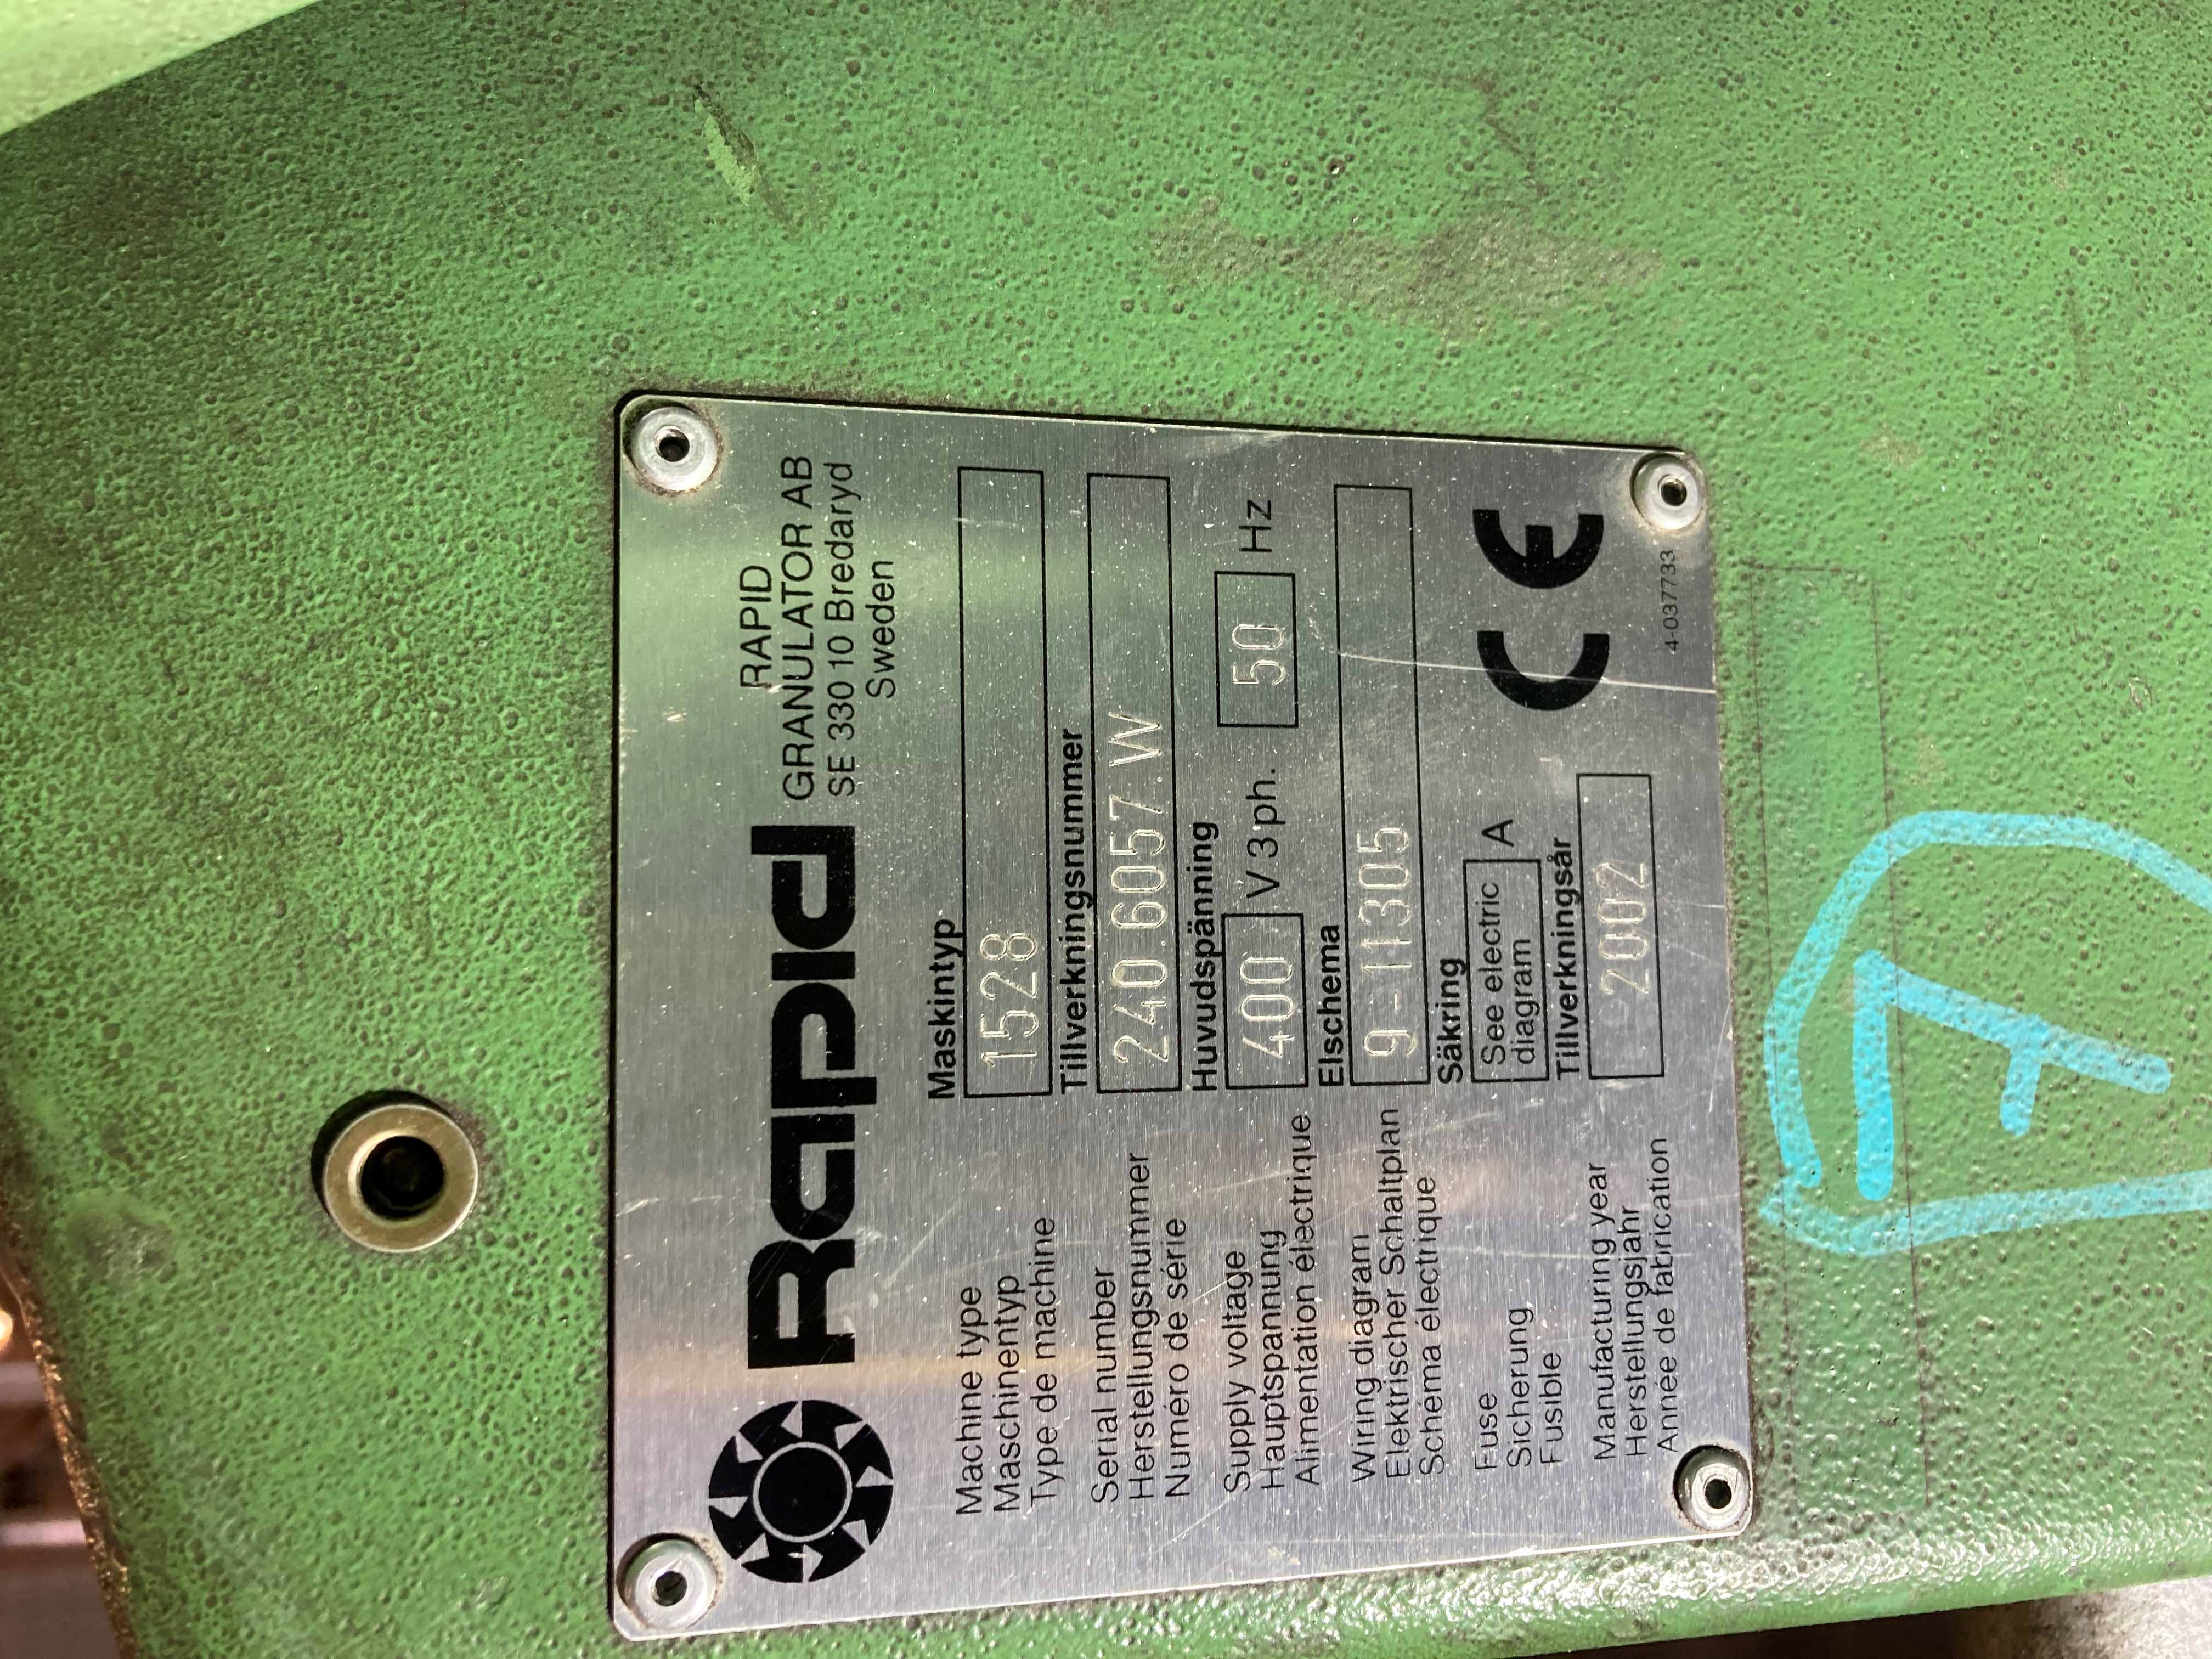 Rapid
RAPID
GRANULATOR AB
SE 330 10 Bredaryd
Sweden
Maskintyp
Machine type
Maschinentyp
Type de machine
1528
Tillverkningsnummer
Serial number
Herstellungsnummer
Numéro de série
240.6057.W
Huvudspänning
Supply voltage
Hauptspannung
Alimentation électrique
400 V 3 ph. 50 Hz
Elschema
Wiring diagram
Elektrischer Schaltplan
Schéma électrique
9-11305
Säkring
Fuse
Sicherung
Fusible
See electric
diagram
A
Tillverkningsår
Manufacturing year
Herstellungsjahr
Année de fabrication
2002
CE
4-037733